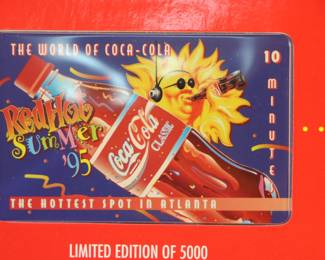 THE WORLD OF COCA-COLA
10 MINUTE
Red Hot
Summer
'95
Coca-Cola
CLASSIC
THE HOTTEST SPOT IN ATLANTA
LIMITED EDITION OF 5000